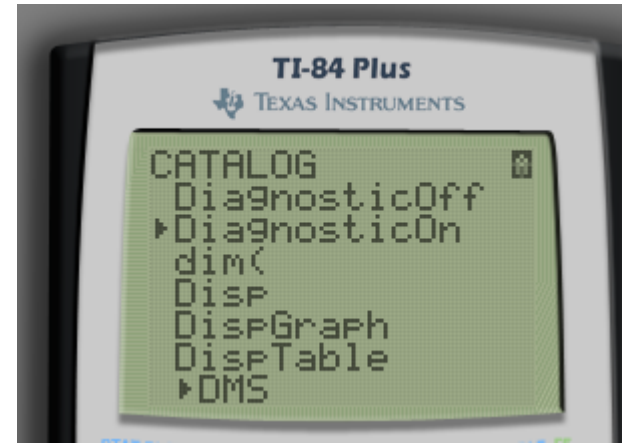 TI-84 Plus
TEXAS INSTRUMENTS
CATALOG
DiagnosticOff
▸DiagnosticOn
dim(
Disp
DispGraph
DispTable
▸DMS